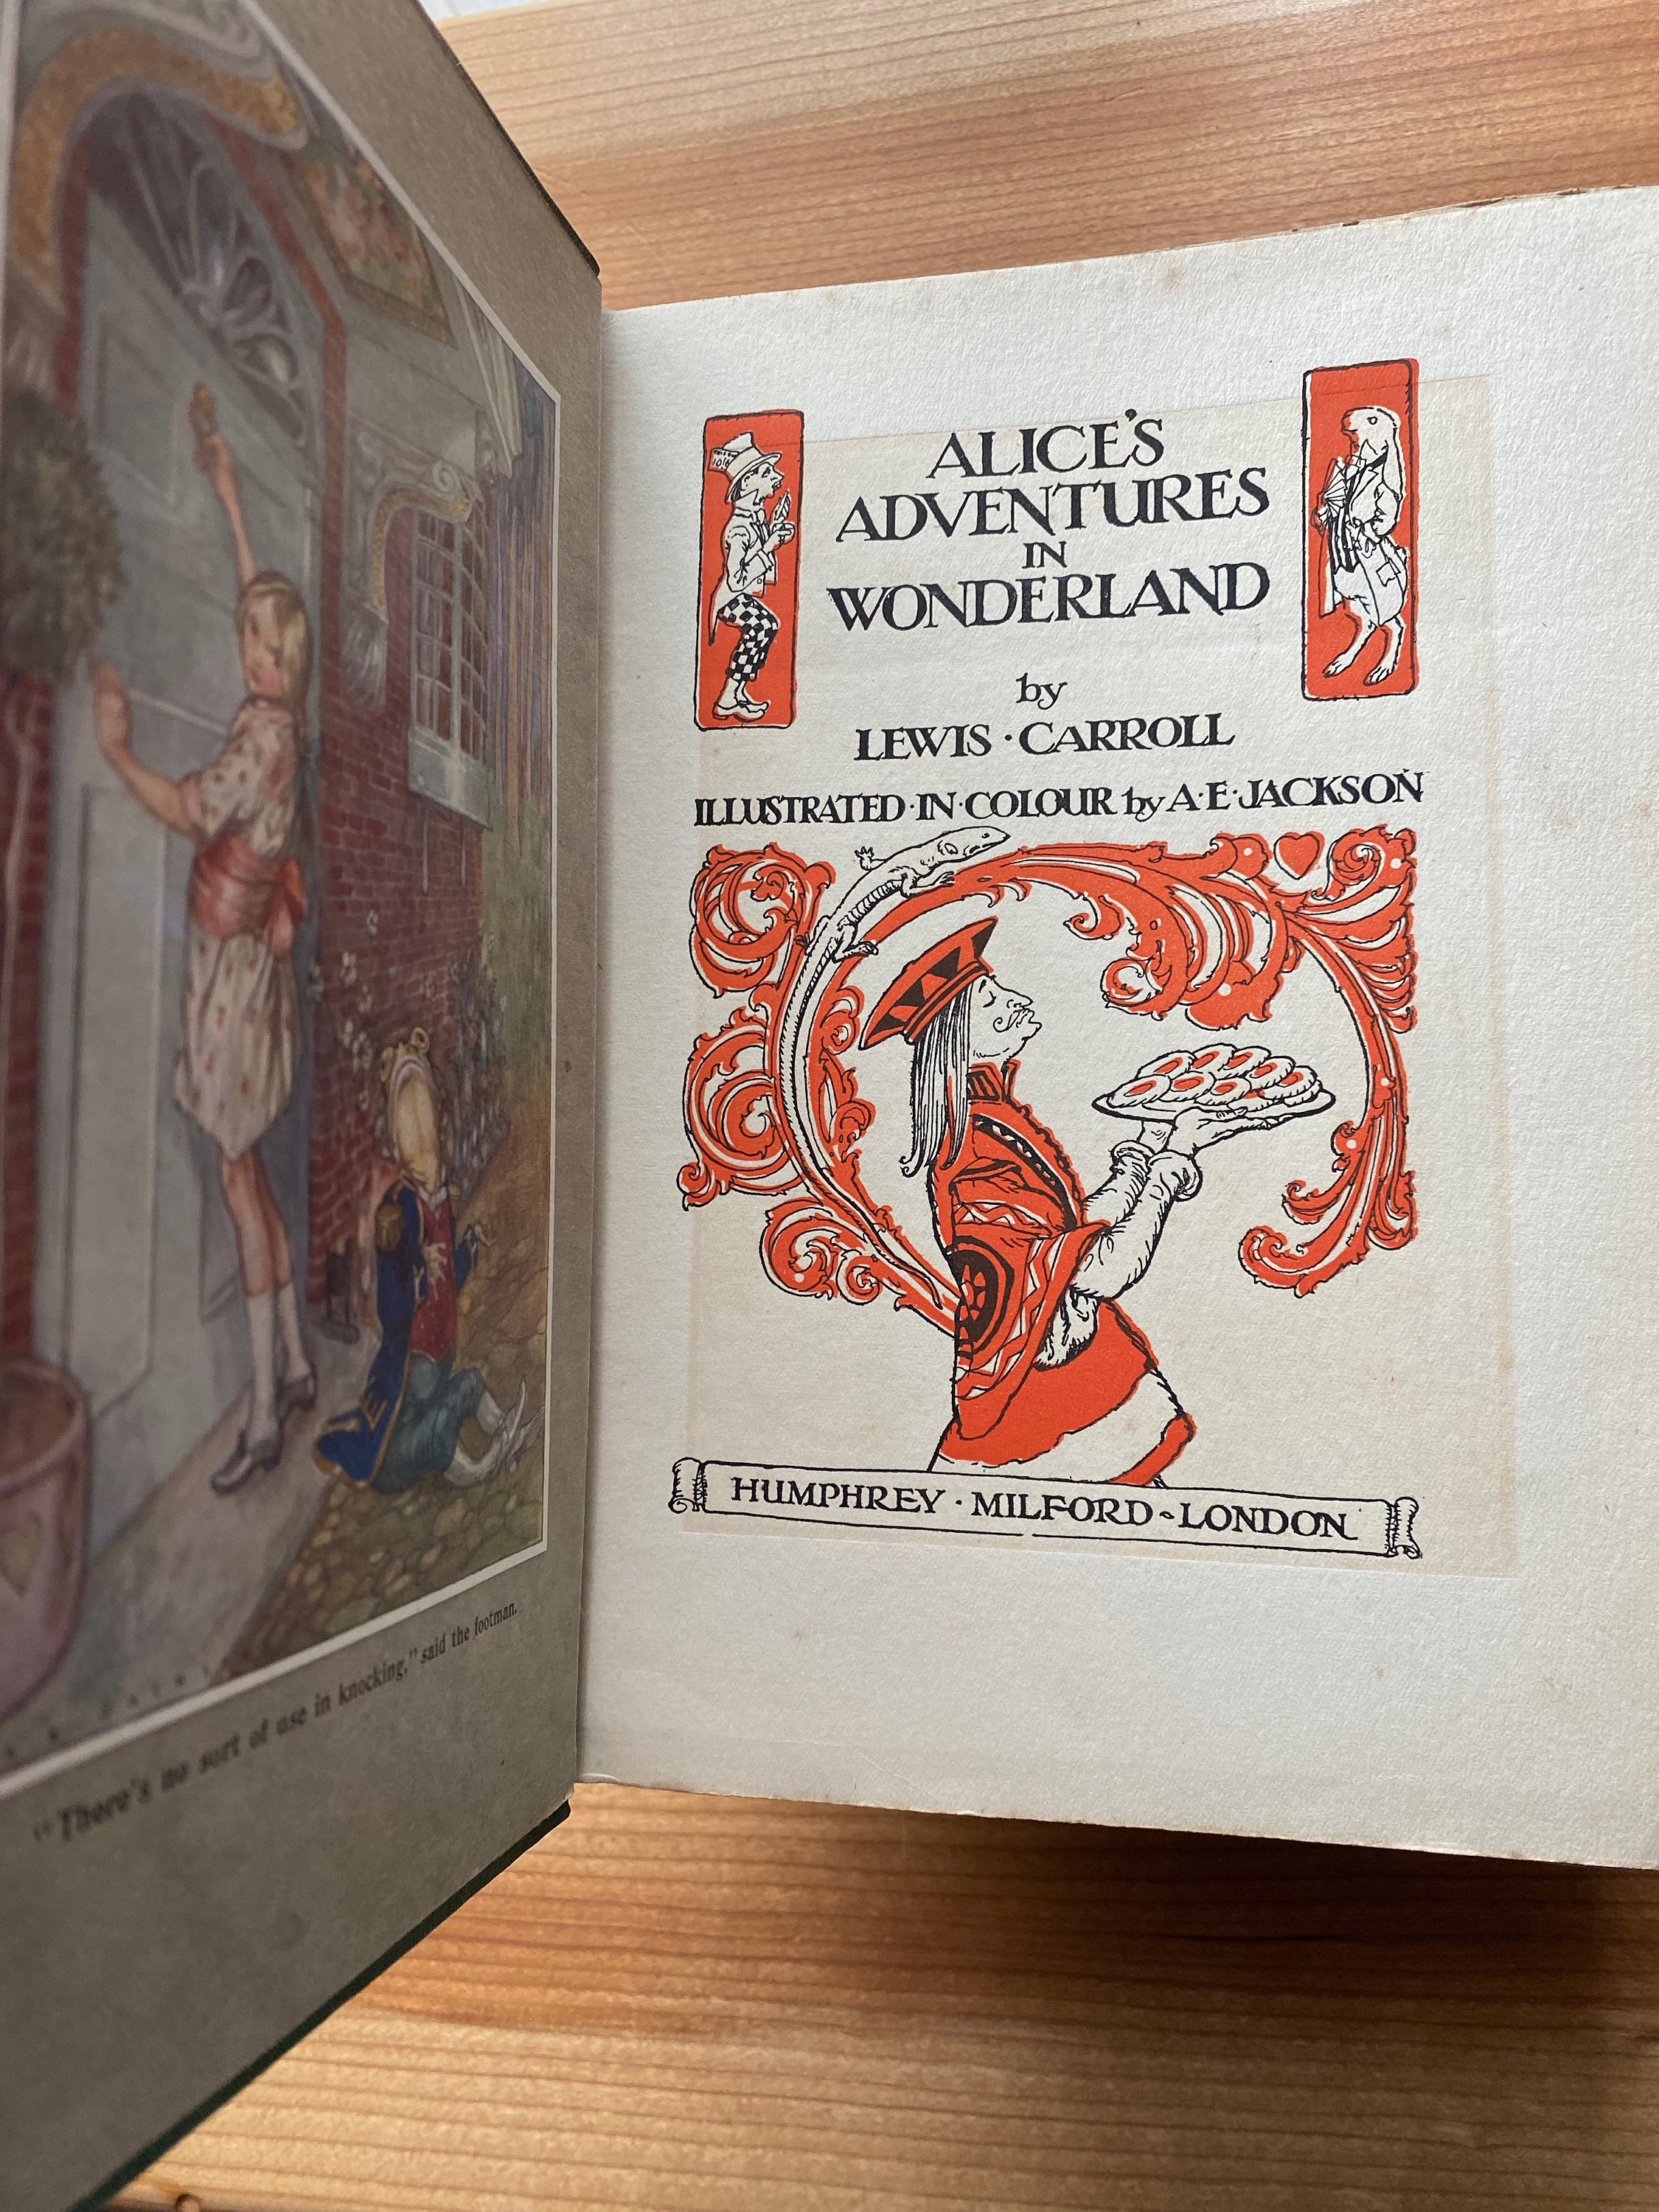 "There's no sort of use in knocking," said the footman.
ALICE'S
ADVENTURES
IN
WONDERLAND
by
LEWIS · CARROLL
ILLUSTRATED · IN · COLOUR by A · E · JACKSON
HUMPHREY · MILFORD · LONDON